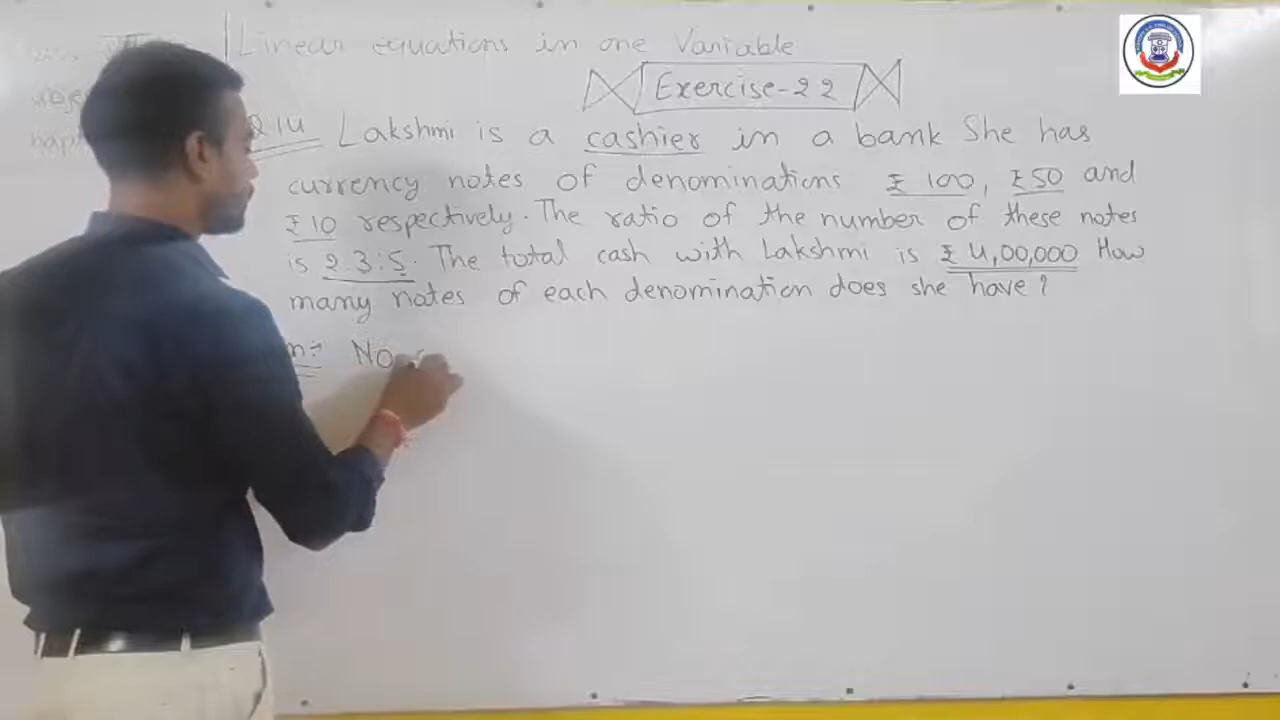 Linear equations in one Variable
Exercise-2 2
Q 14 Lakshmi is a cashier in a bank She has
currency notes of denominations ₹ 100, ₹ 50 and
₹ 10 respectively. The ratio of the number of these notes
is 2:3:5. The total cash with Lakshmi is ₹ 4,00,000 How
many notes of each denomination does she have?
No